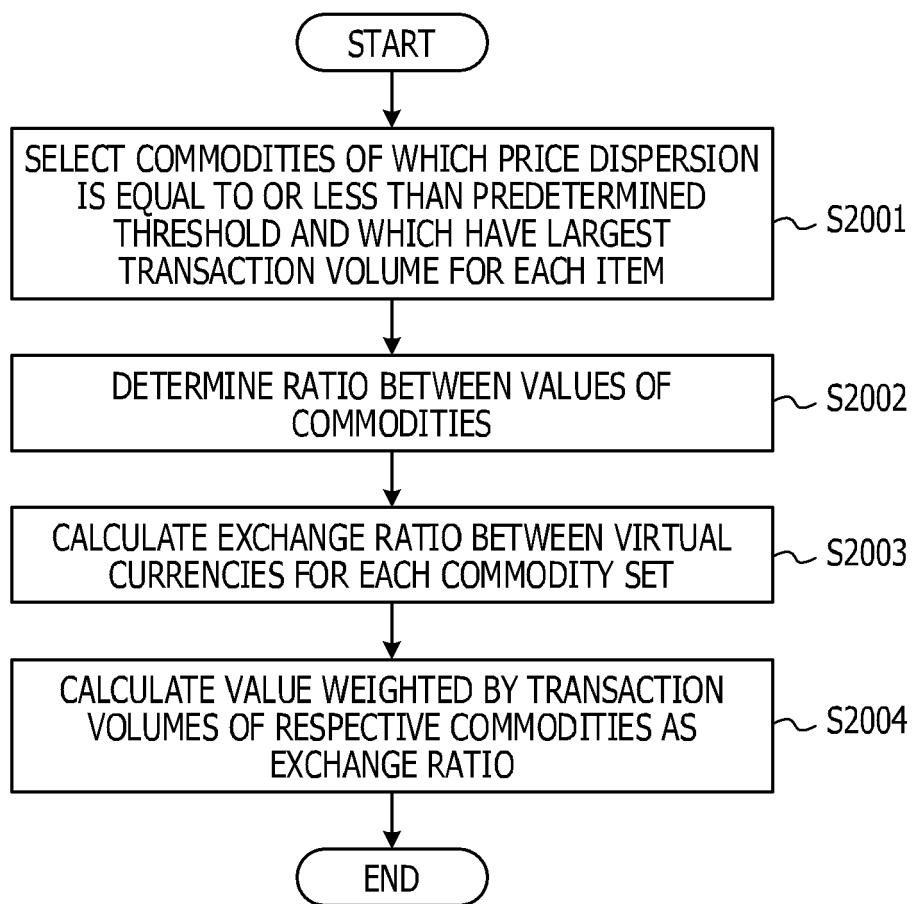 START
SELECT COMMODITIES OF WHICH PRICE DISPERSION
IS EQUAL TO OR LESS THAN PREDETERMINED
THRESHOLD AND WHICH HAVE LARGEST
TRANSACTION VOLUME FOR EACH ITEM
S2001
DETERMINE RATIO BETWEEN VALUES OF
COMMODITIES
S2002
CALCULATE EXCHANGE RATIO BETWEEN VIRTUAL
CURRENCIES FOR EACH COMMODITY SET
S2003
CALCULATE VALUE WEIGHTED BY TRANSACTION
VOLUMES OF RESPECTIVE COMMODITIES AS
EXCHANGE RATIO
S2004
END